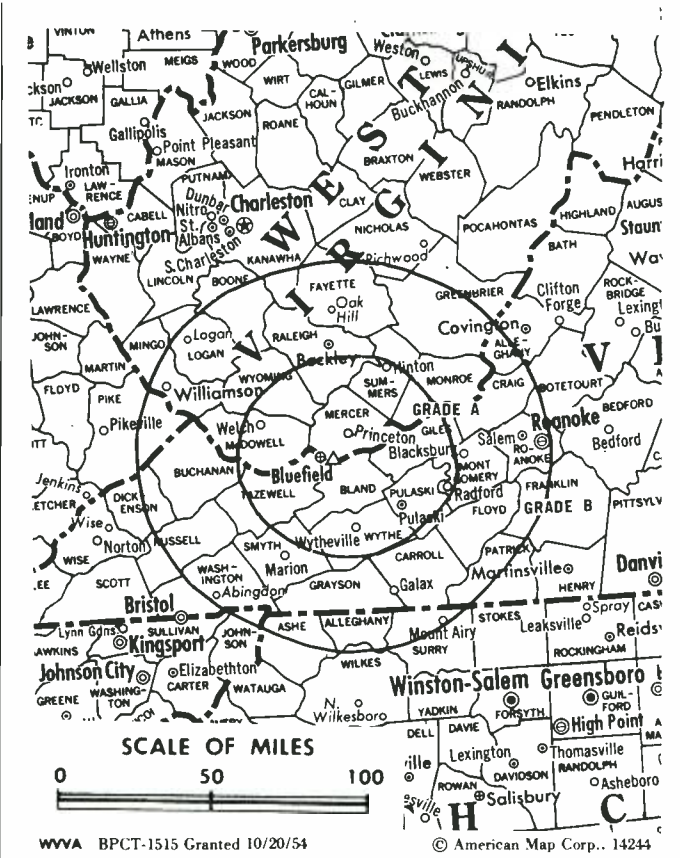 VINTON
Athens
Parkersburg
Weston
Wellston
MEIGS
WOOD
WIRT
LEWIS
UPSHUR
Elkins
JACKSON
GALLIA
CAL-
HOUN
GILMER
Buckhannon
RANDOLPH
JACKSON
ROANE
PENDLETON
Gallipolis
Point Pleasant
MASON
BRAXTON
WEBSTER
Ironton
LAW-
RENCE
PUTNAM
Dunbar
Charleston
CLAY
Nitro
St.
Albans
CABELL
NICHOLAS
POCAHONTAS
HIGHLAND
Huntington
BOYD
WAYNE
S. Charleston
KANAWHA
Richwood
BATH
WEST
VIRGINI
LINCOLN
BOONE
FAYETTE
GREENBRIER
Clifton
Forge
ROCK-
BRIDGE
LAWRENCE
Oak
Hill
Covington
JOHN-
SON
MINGO
Logan
LOGAN
RALEIGH
Beckley
ALLE-
GHANY
MARTIN
WYOMING
Hinton
SUM-
MERS
MONROE
CRAIG
BOTETOURT
FLOYD
PIKE
Williamson
MERCER
GRADE A
Roanoke
BEDFORD
Pikeville
Welch
McDOWELL
Princeton
GILES
Blacksburg
Salem
RO-
ANOKE
Bedford
BUCHANAN
Bluefield
MONT
GOMERY
Jenkins
TAZEWELL
BLAND
PULASKI
Radford
FRANKLIN
DICK
ENSON
Pulaski
FLOYD
GRADE B
Wise
Norton
RUSSELL
SMYTH
Wytheville
WYTHE
WISE
Marion
CARROLL
PATRICK
WASH-
INGTON
Martinsville
SCOTT
GRAYSON
Galax
HENRY
Abingdon
Bristol
Spray
Lynn Gdns.
SULLIVAN
JOHN-
SON
ASHE
ALLEGHANY
STOKES
Leaksville
Kingsport
Mount Airy
SURRY
ROCKINGHAM
Johnson City
Elizabethton
CARTER
WILKES
Winston-Salem
Greensboro
GREENE
WASHING-
TON
WATAUGA
N.
Wilkesboro
YADKIN
FORSYTH
GUIL-
FORD
DAVIE
High Point
Lexington
Thomasville
RANDOLPH
DAVIDSON
ROWAN
Asheboro
Salisbury
H C
SCALE OF MILES
0 50 100
WVVA BPCT-1515 Granted 10/20/54
© American Map Corp., 14244